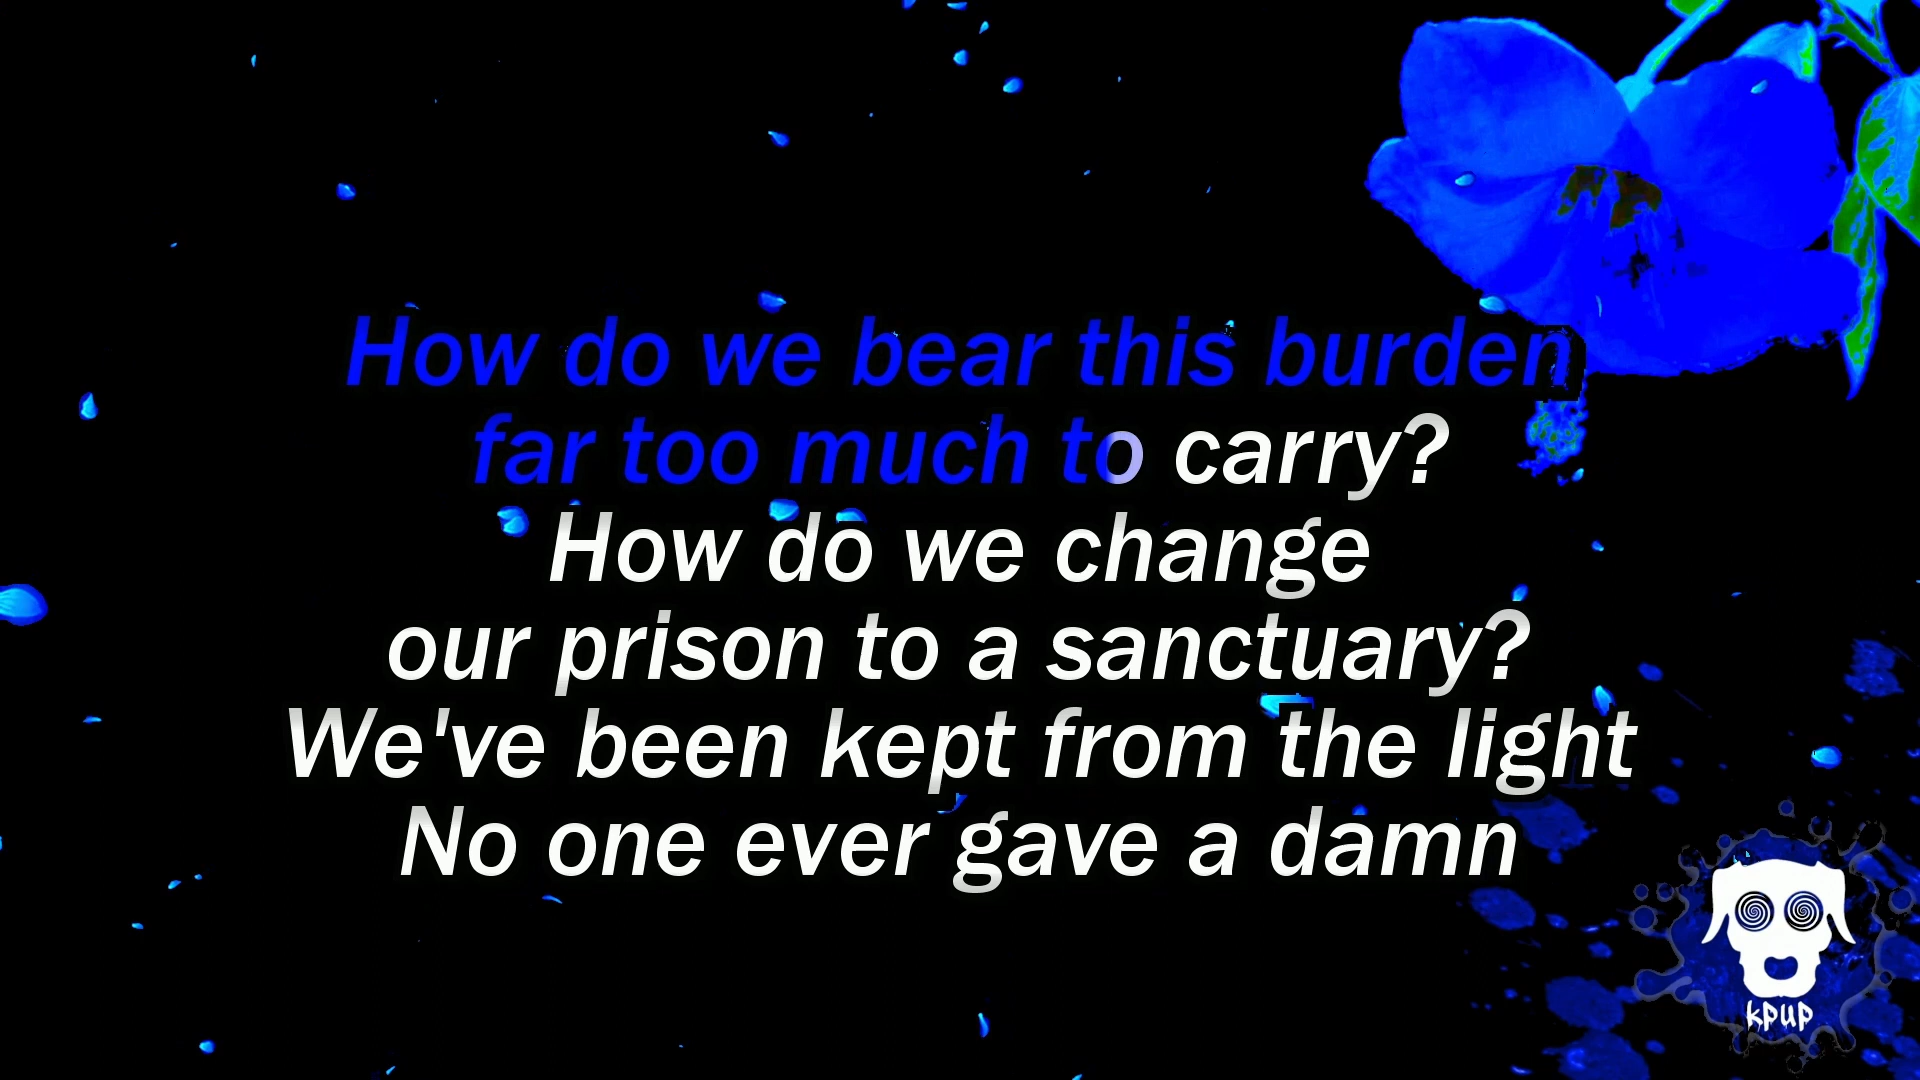 How do we bear this burden
far too much to carry?
How do we change
our prison to a sanctuary?
We've been kept from the light
No one ever gave a damn
kpup